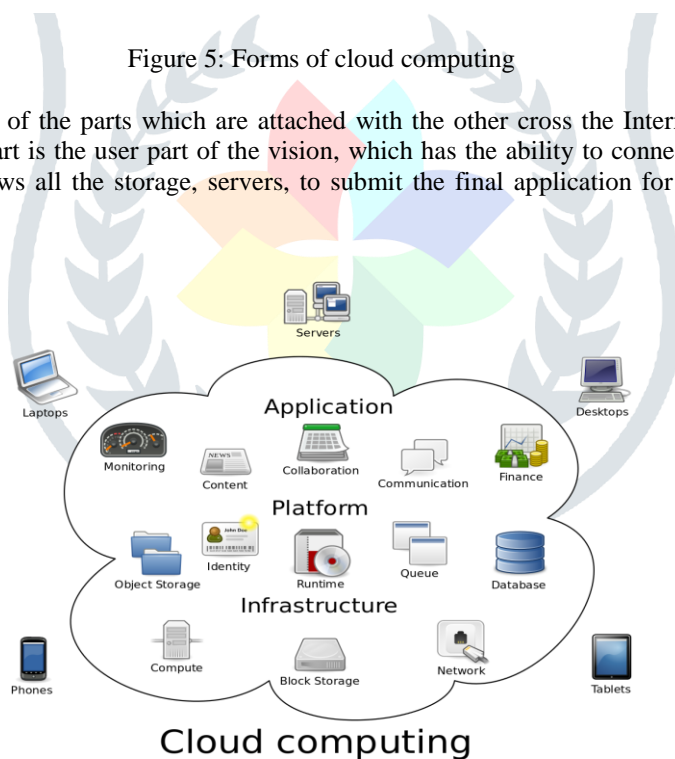 Figure 5: Forms of cloud computing
of the parts which are attached with the other cross the Inter
art is the user part of the vision, which has the ability to conne
ws all the storage, servers, to submit the final application for
Servers
Laptops
Desktops
Application
Monitoring
NEWS
Content
Collaboration
Communication
Finance
Platform
Object Storage
John Doe
Identity
Runtime
Queue
Database
Infrastructure
Compute
Block Storage
Network
Phones
Tablets
Cloud computing